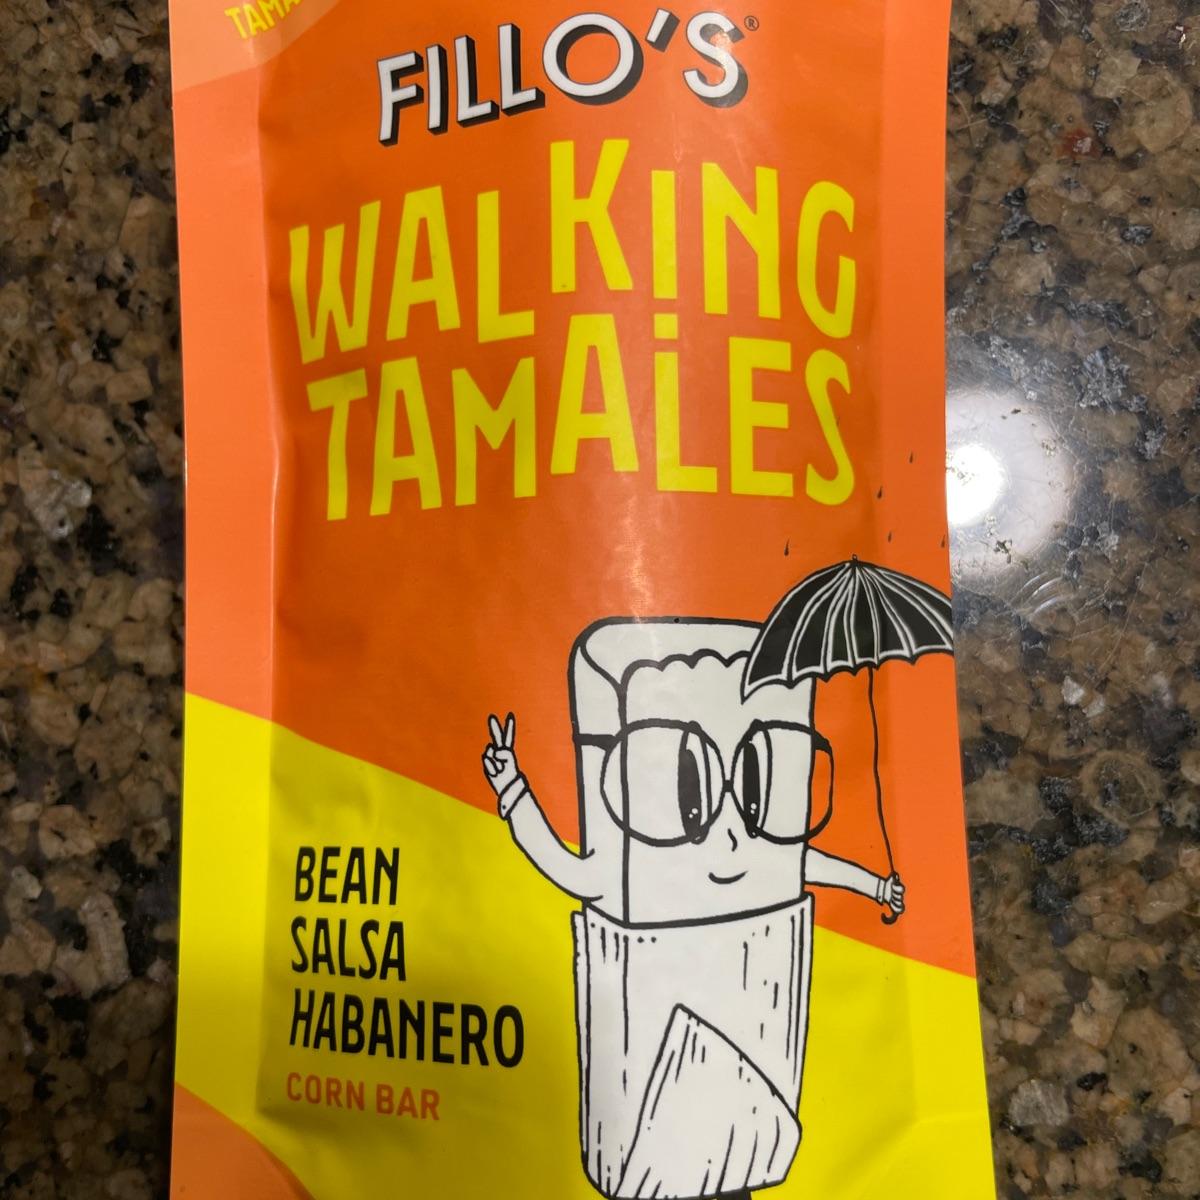 FILLO'S®
WALKING
TAMALES
BEAN
SALSA
HABANERO
CORN BAR